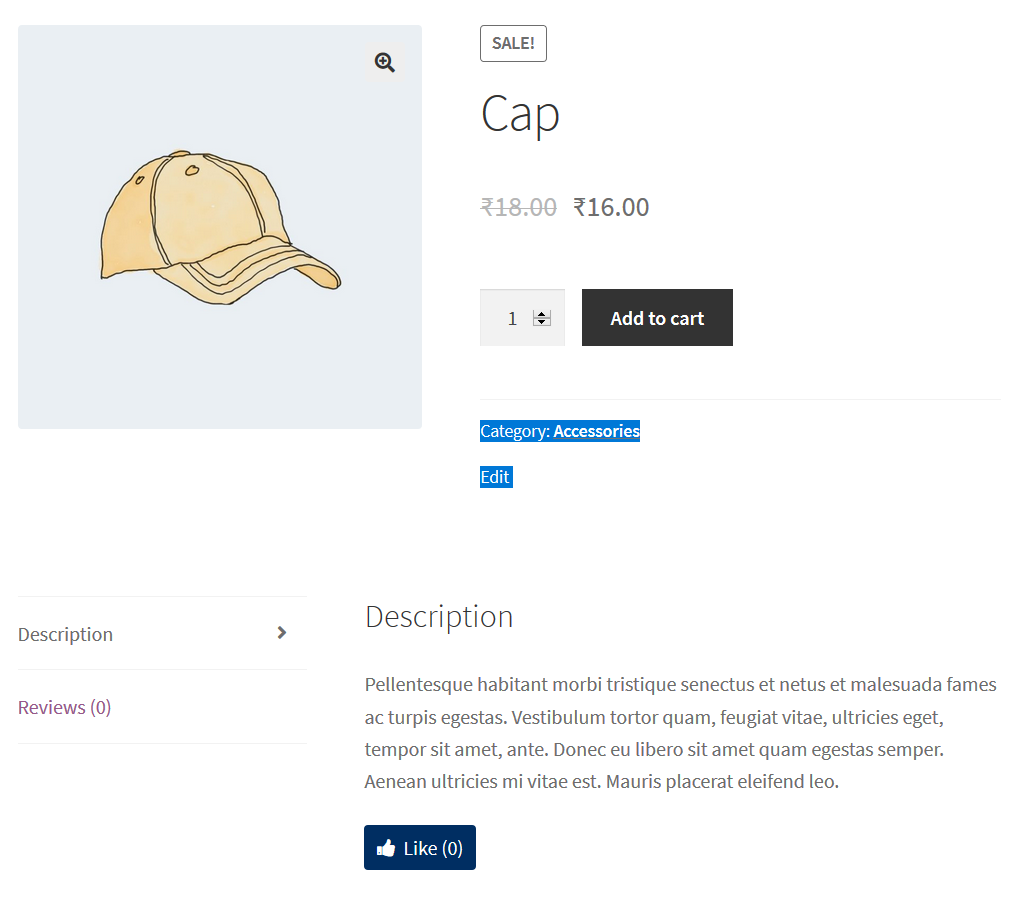 SALE!
Cap
₹18.00 ₹16.00
1
Add to cart
Category: Accessories
Edit
Description
Reviews (0)
Description
Pellentesque habitant morbi tristique senectus et netus et malesuada fames
ac turpis egestas. Vestibulum tortor quam, feugiat vitae, ultricies eget,
tempor sit amet, ante. Donec eu libero sit amet quam egestas semper.
Aenean ultricies mi vitae est. Mauris placerat eleifend leo.
Like (0)